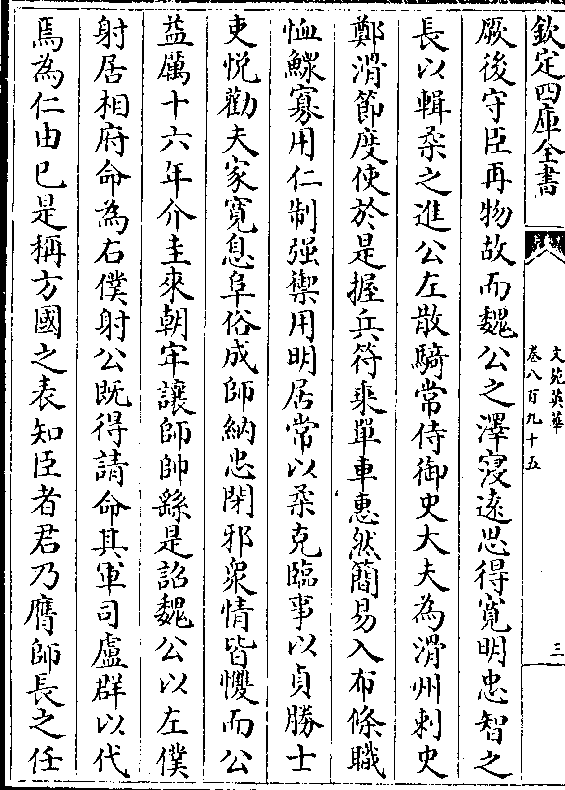 欽定四庫全書
文苑英華
卷八百九十五
三
厥後守臣再物故而魏公之澤寖遠思得寛明忠智之
長以輯柔之進公左散騎常侍御史大夫為滑州刺史
鄭滑節度使於是握兵符乘單車惠然簡易入布條職
恤鰥寡用仁制强禦用明居常以柔克臨事以貞勝士
吏悦勸夫家寛息阜俗成師納忠閉邪衆情皆戄而公
益厲十六年介圭來朝牢讓師帥繇是詔魏公以左僕
射居相府命為右僕射公既得請命其軍司盧群以代
焉為仁由已是稱方國之表知臣者君乃膺師長之任